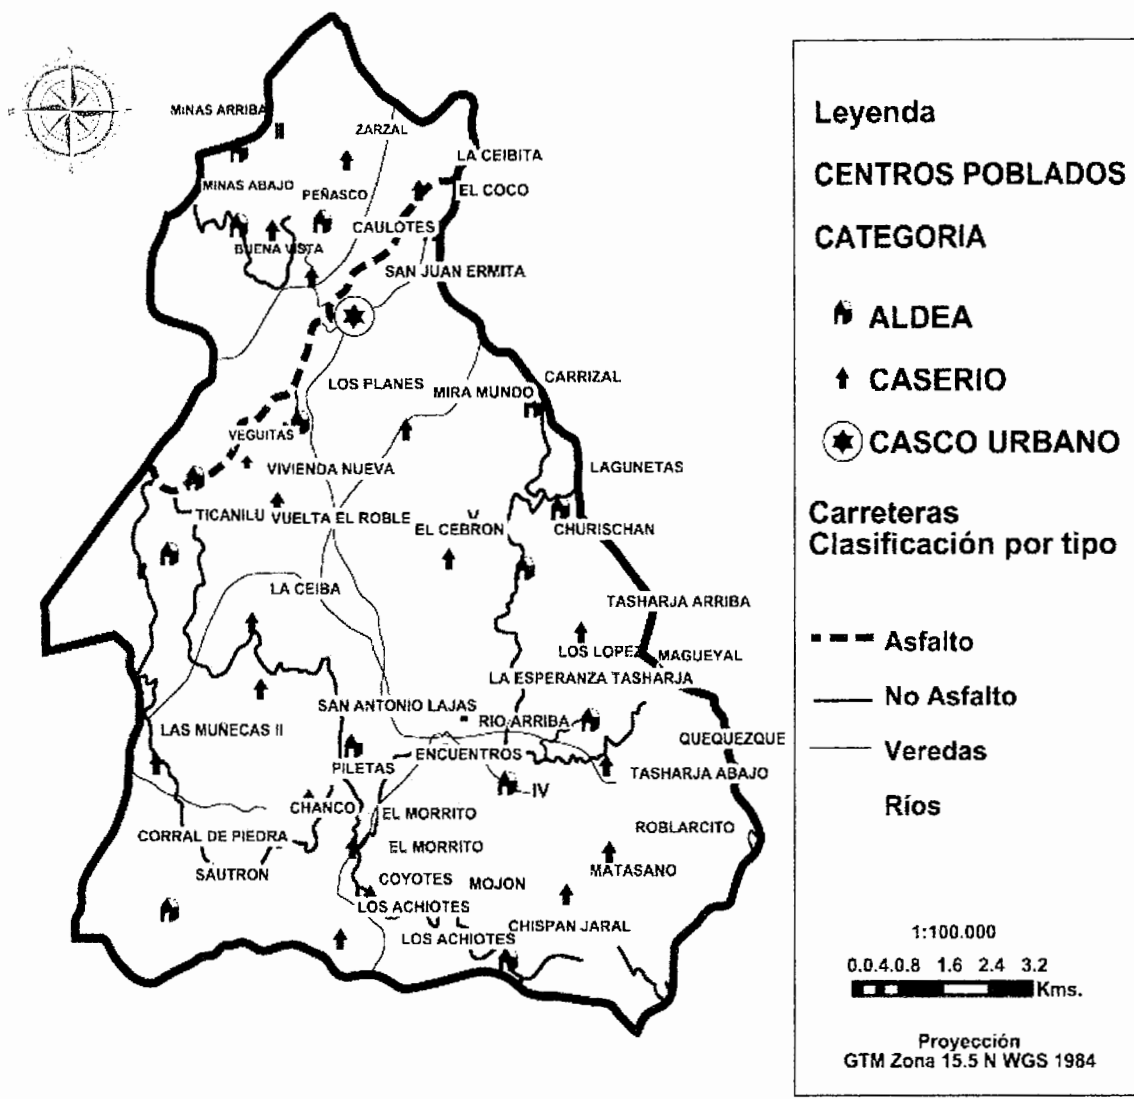 MINAS ARRIBA
ZARZAL
LA CEIBITA
MINAS ABAJO
PEÑASCO
EL COCO
CAULOTES
BUENA VISTA
SAN JUAN ERMITA
LOS PLANES
CARRIZAL
MIRA MUNDO
VEGUITAS
VIVIENDA NUEVA
LAGUNETAS
TICANILU
VUELTA EL ROBLE
EL CEBRON
CHURISCHAN
LA CEIBA
TASHARJA ARRIBA
LOS LOPEZ
MAGUEYAL
LA ESPERANZA TASHARJA
SAN ANTONIO LAJAS
RIO ARRIBA
LAS MUÑECAS II
QUEQUEZQUE
ENCUENTROS
PILETAS
TASHARJA ABAJO
IV
CHANCO
EL MORRITO
CORRAL DE PIEDRA
ROBLARCITO
EL MORRITO
SAUTRON
MATASANO
COYOTES
MOJON
LOS ACHIOTES
CHISPAN JARAL
LOS ACHIOTES
Leyenda
CENTROS POBLADOS
CATEGORIA
ALDEA
CASERIO
CASCO URBANO
Carreteras
Clasificación por tipo
Asfalto
No Asfalto
Veredas
Ríos
1:100.000
0.0.4.0.8 1.6 2.4 3.2
Kms.
Proyección
GTM Zona 15.5 N WGS 1984